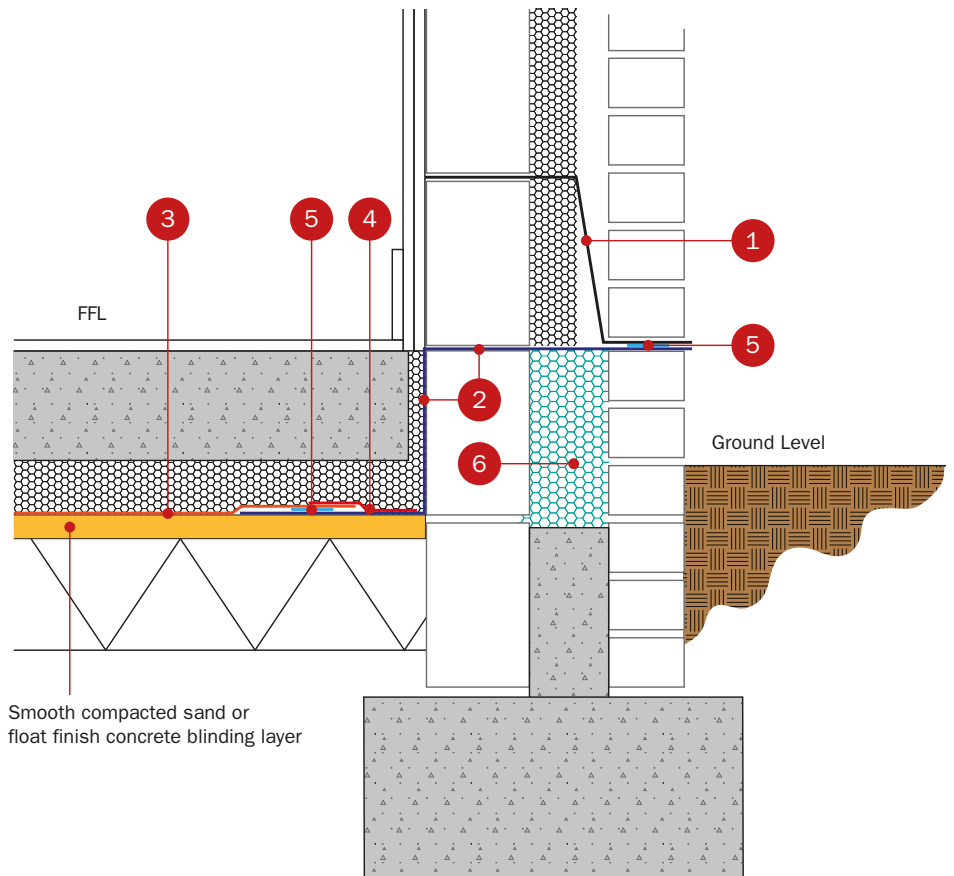 3
5
4
1
FFL
5
2
Ground Level
6
Smooth compacted sand or
float finish concrete blinding layer